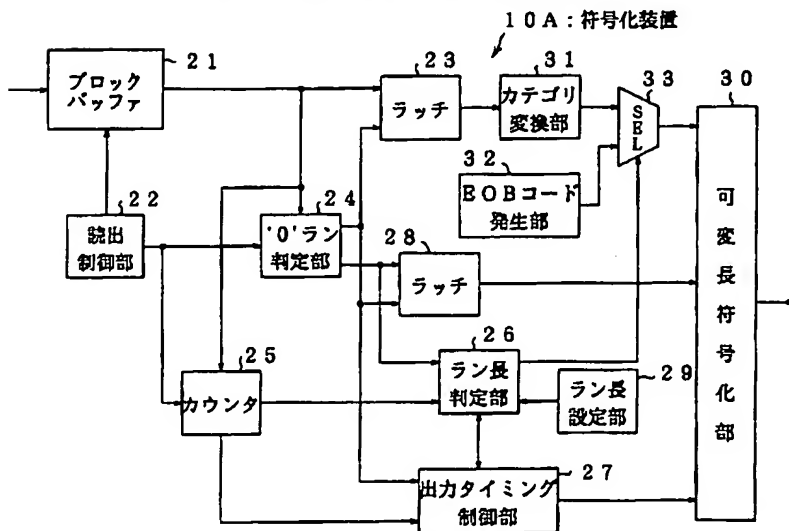 10A:符号化装置
21
ブロック
バッファ
23
ラッチ
31
カテゴリ
変換部
33
SEL
30
可変長符号化部
32
EOBコード
発生部
22
読出
制御部
24
'0'ラン
判定部
28
ラッチ
26
ラン長
判定部
29
ラン長
設定部
25
カウンタ
27
出力タイミング
制御部